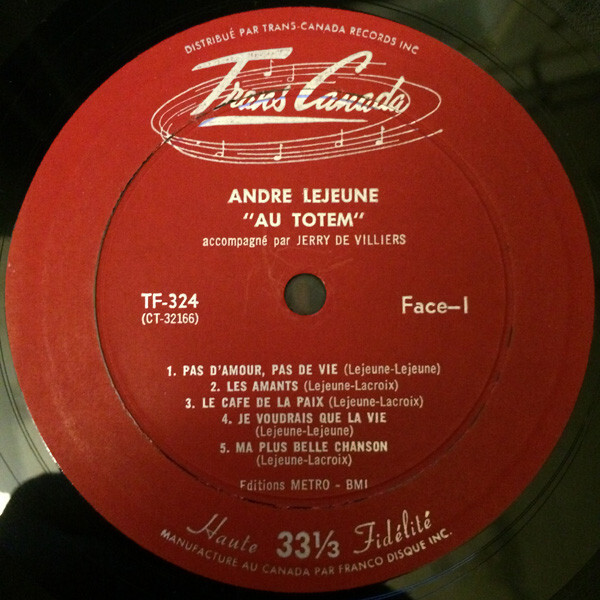 DISTRIBUÉ PAR TRANS-CANADA RECORDS INC
Trans Canada
ANDRE LEJEUNE
"AU TOTEM"
accompagné par JERRY DE VILLIERS
TF-324
(CT-32166)
Face-I
1. PAS D'AMOUR, PAS DE VIE (Lejeune-Lejeune)
2. LES AMANTS (Lejeune-Lacroix)
3. LE CAFE DE LA PAIX (Lejeune-Lacroix)
4. JE VOUDRAIS QUE LA VIE
(Lejeune-Lejeune)
5. MA PLUS BELLE CHANSON
(Lejeune-Lacroix)
Editions METRO - BMI
Haute 33⅓ Fidélité
MANUFACTURE AU CANADA PAR FRANCO DISQUE INC.